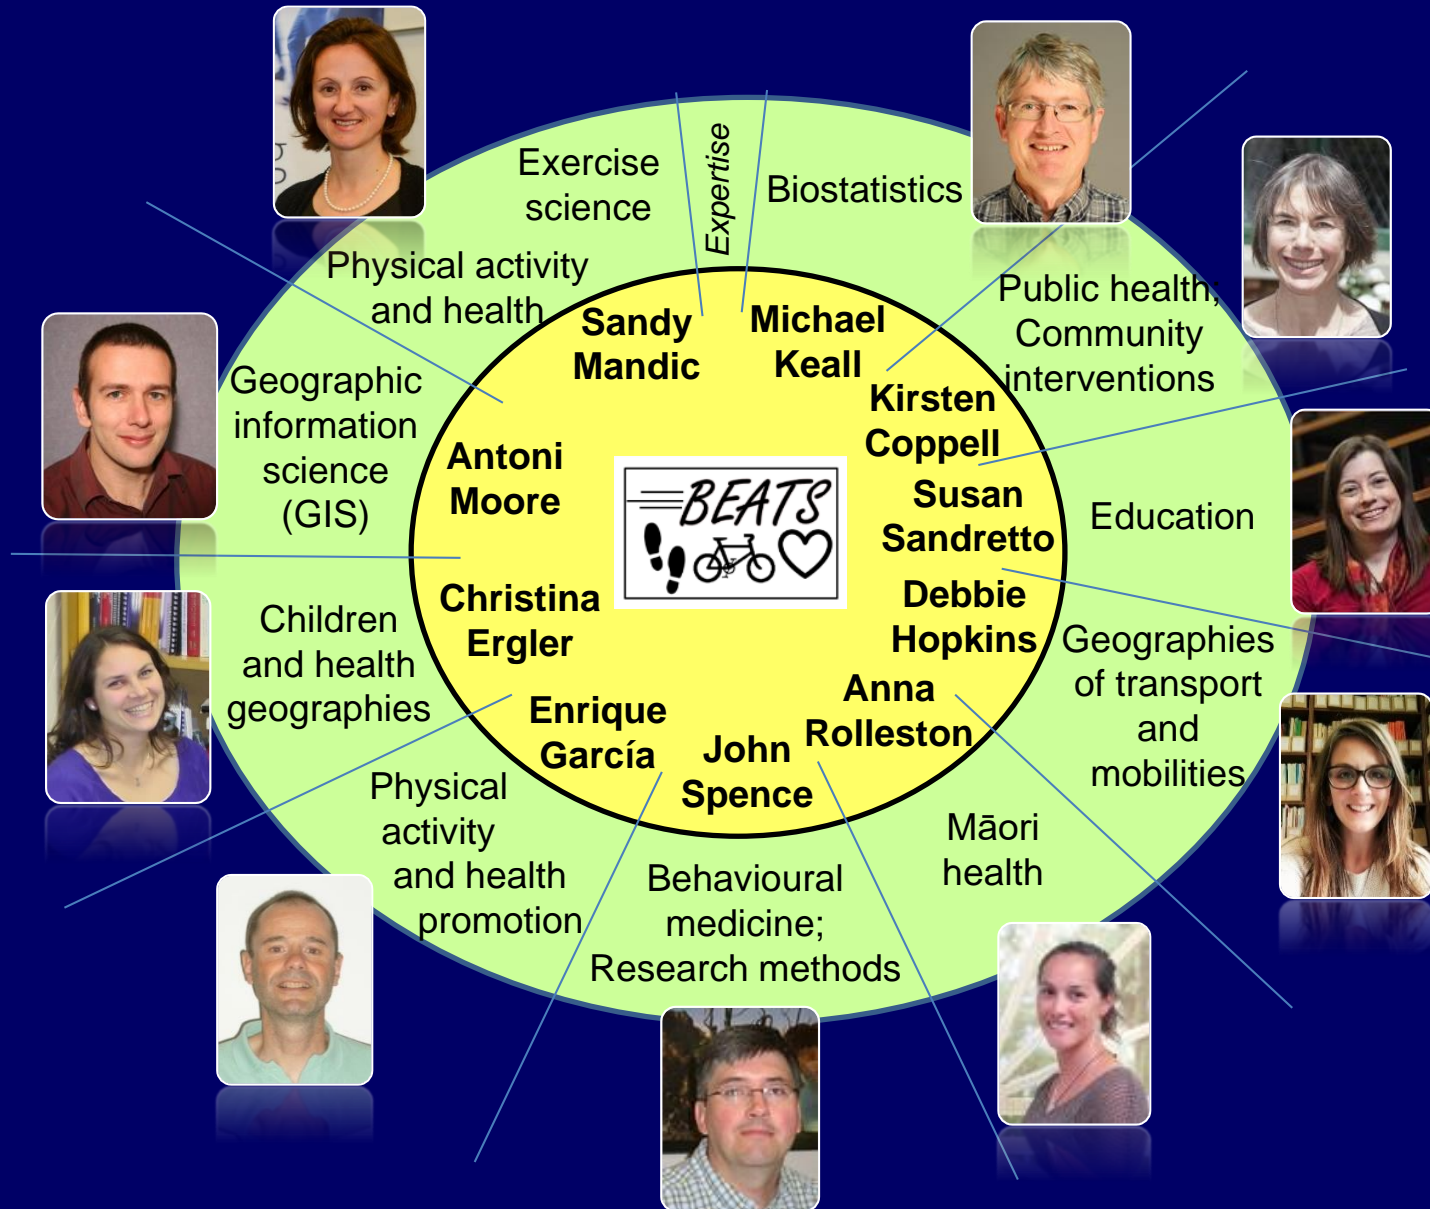 Expertise
Biostatistics
Michael
Keall
Public health;
Community
interventions
Kirsten
Coppell
Education
Susan
Sandretto
Geographies
of transport
and
mobilities
Debbie
Hopkins
Māori
health
Anna
Rolleston
Behavioural
medicine;
Research methods
John
Spence
Physical
activity
and health
promotion
Enrique
García
Children
and health
geographies
Christina
Ergler
Geographic
information
science
(GIS)
Antoni
Moore
Exercise
science
Physical activity
and health
Sandy
Mandic
BEATS